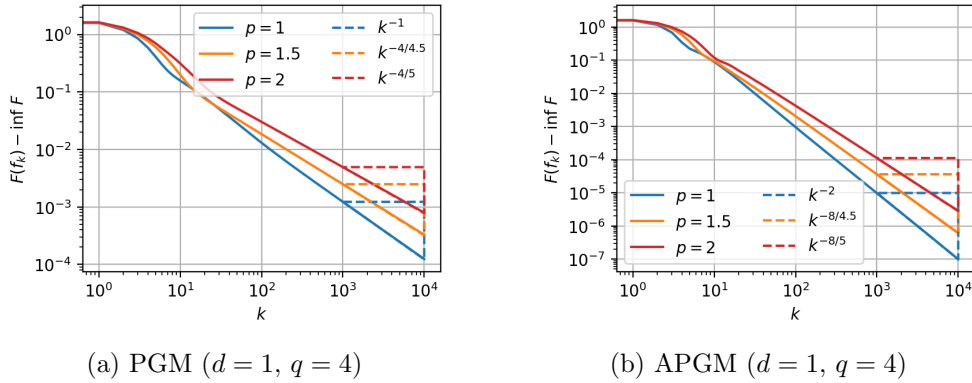 10^0
10^{-1}
10^{-2}
10^{-3}
10^{-4}
F(f_k) − inf F
p = 1
p = 1.5
p = 2
k^{-1}
k^{-4/4.5}
k^{-4/5}
10^0 10^1 10^2 10^3 10^4
k
(a) PGM (d = 1, q = 4)
10^0
10^{-1}
10^{-2}
10^{-3}
10^{-4}
10^{-5}
10^{-6}
10^{-7}
F(f_k) − inf F
p = 1
p = 1.5
p = 2
k^{-2}
k^{-8/4.5}
k^{-8/5}
10^0 10^1 10^2 10^3 10^4
k
(b) APGM (d = 1, q = 4)